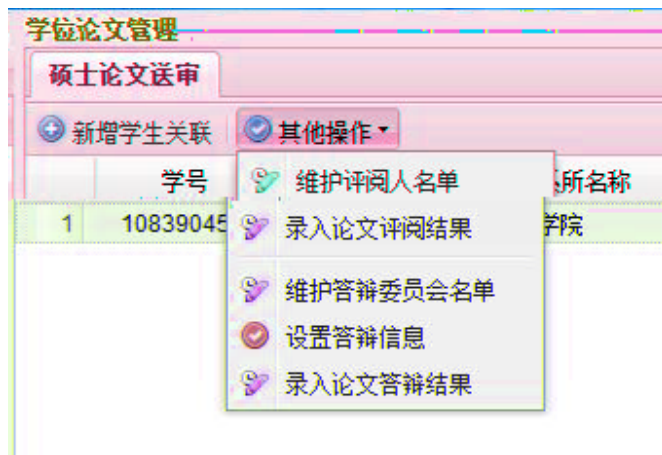 学位论文管理
硕士论文送审
新增学生关联 其他操作
学号 所名称
1 10839045 学院
维护评阅人名单
录入论文评阅结果
维护答辩委员会名单
设置答辩信息
录入论文答辩结果